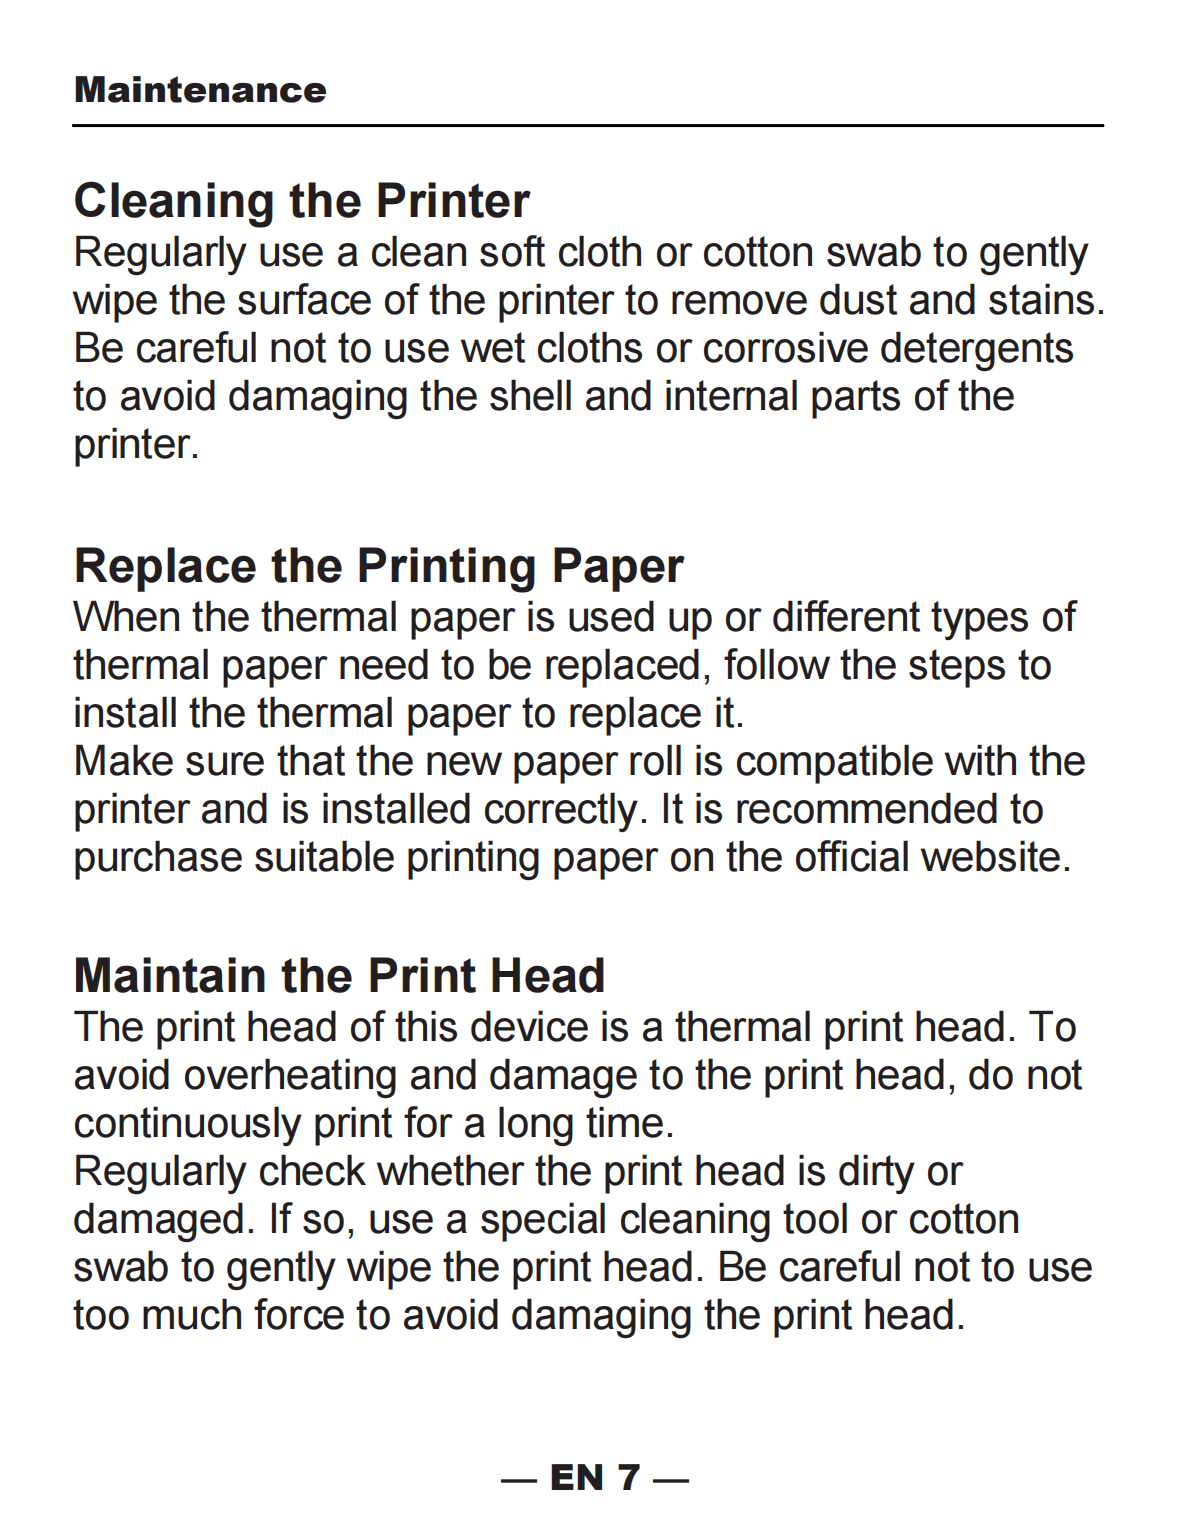 Maintenance
Cleaning the Printer
Regularly use a clean soft cloth or cotton swab to gently
wipe the surface of the printer to remove dust and stains.
Be careful not to use wet cloths or corrosive detergents
to avoid damaging the shell and internal parts of the
printer.
Replace the Printing Paper
When the thermal paper is used up or different types of
thermal paper need to be replaced, follow the steps to
install the thermal paper to replace it.
Make sure that the new paper roll is compatible with the
printer and is installed correctly. It is recommended to
purchase suitable printing paper on the official website.
Maintain the Print Head
The print head of this device is a thermal print head. To
avoid overheating and damage to the print head, do not
continuously print for a long time.
Regularly check whether the print head is dirty or
damaged. If so, use a special cleaning tool or cotton
swab to gently wipe the print head. Be careful not to use
too much force to avoid damaging the print head.
— EN 7 —